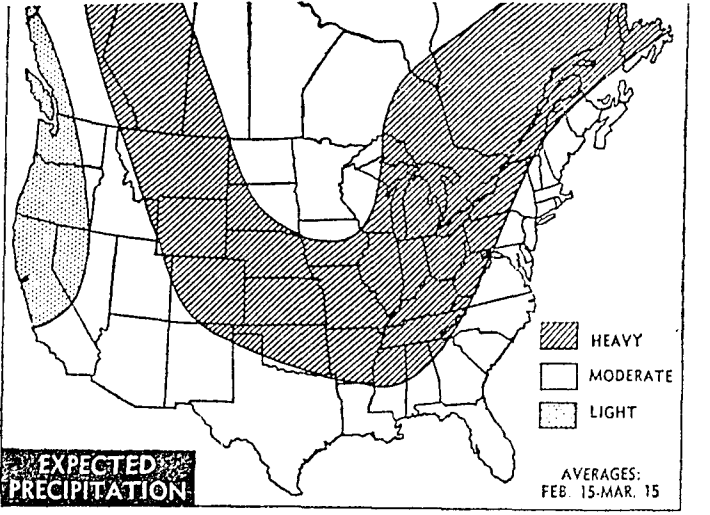 HEAVY
MODERATE
LIGHT
EXPECTED
PRECIPITATION
AVERAGES:
FEB. 15-MAR. 15